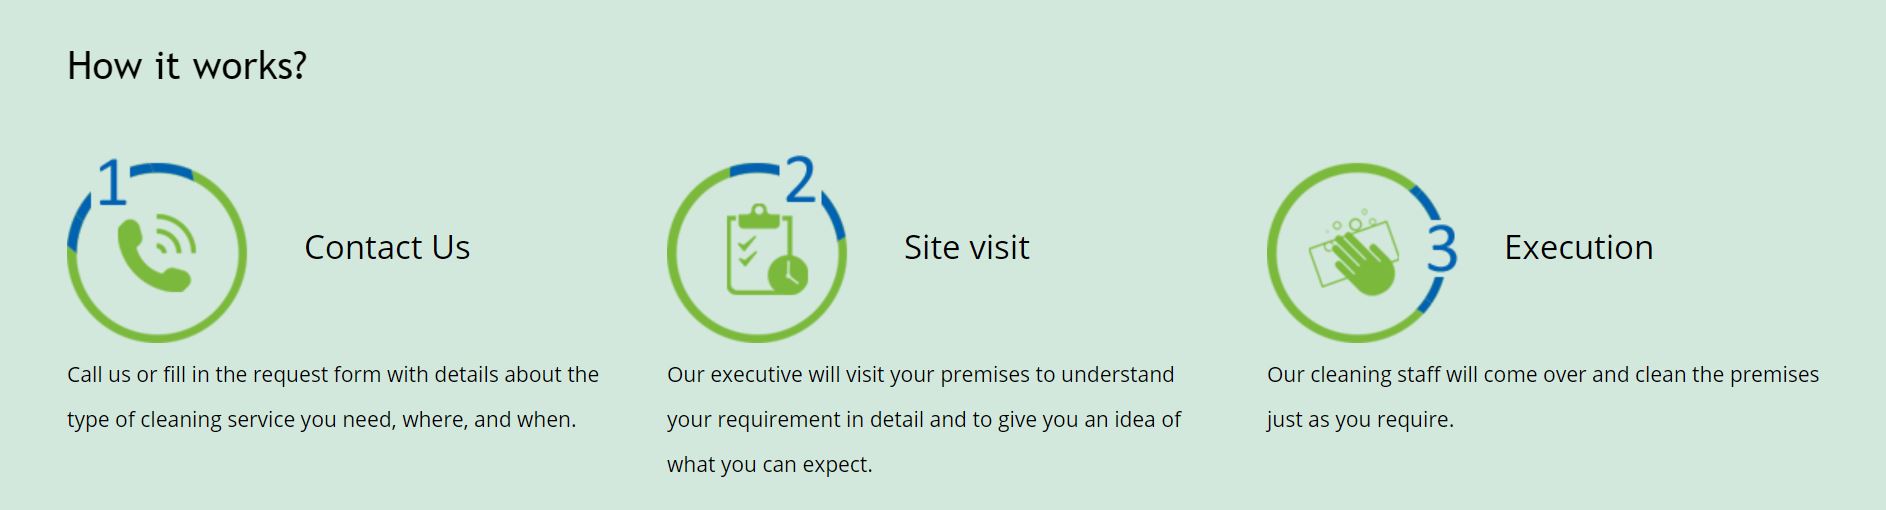 How it works?
1
Contact Us
Call us or fill in the request form with details about the
type of cleaning service you need, where, and when.
2
Site visit
Our executive will visit your premises to understand
your requirement in detail and to give you an idea of
what you can expect.
3
Execution
Our cleaning staff will come over and clean the premises
just as you require.